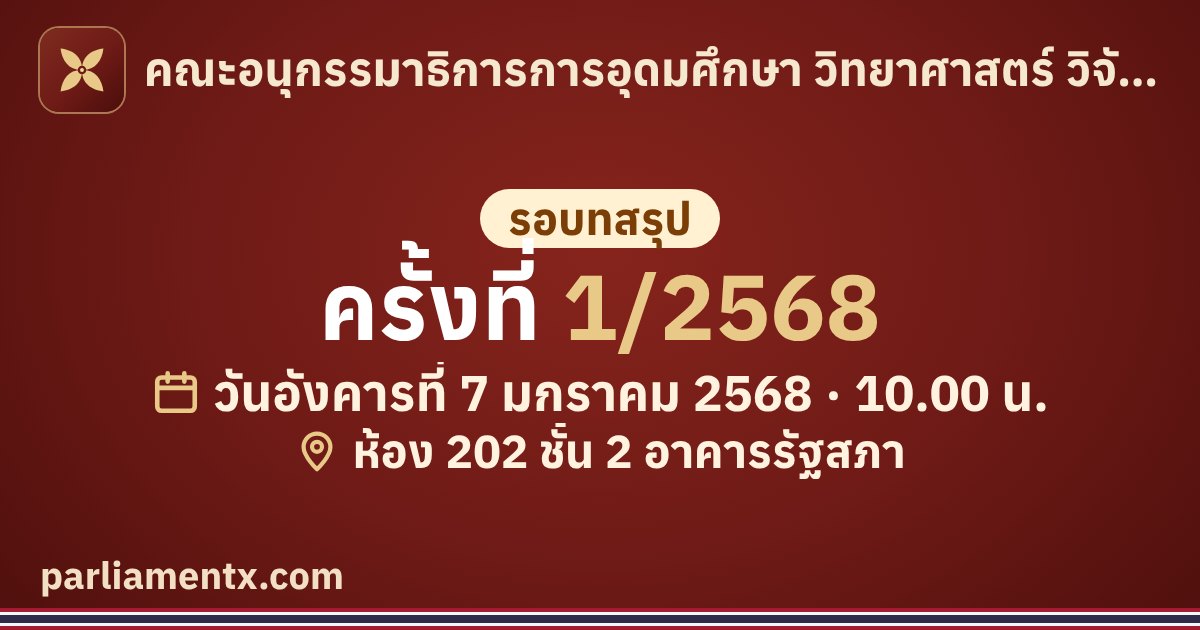 คณะอนุกรรมาธิการการอุดมศึกษา วิทยาศาสตร์ วิจั...
รอบทสรุป
ครั้งที่ 1/2568
วันอังคารที่ 7 มกราคม 2568 · 10.00 น.
ห้อง 202 ชั้น 2 อาคารรัฐสภา
parliamentx.com